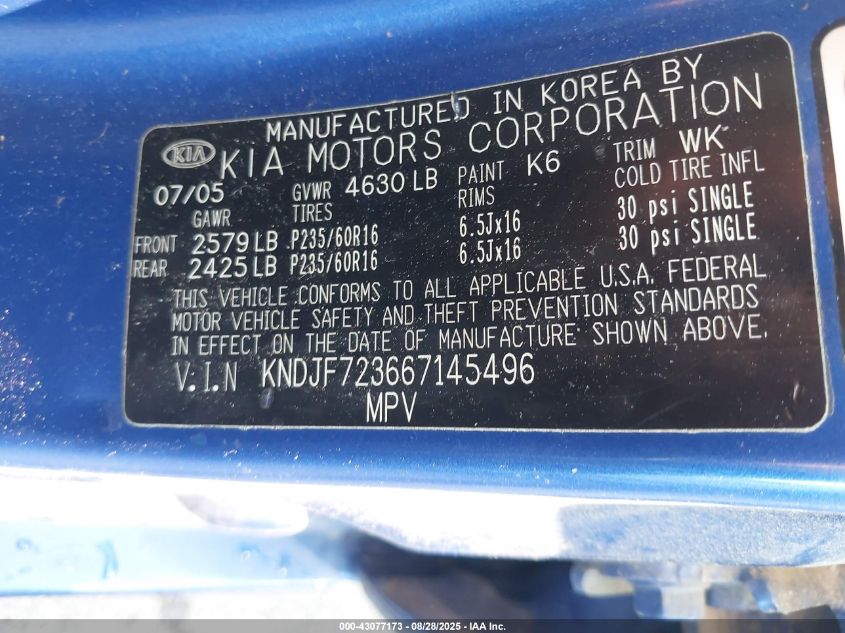 MANUFACTURED IN KOREA BY
KIA KIA MOTORS CORPORATION
07/05 GVWR 4630 LB PAINT K6 TRIM WK
GAWR TIRES RIMS COLD TIRE INFL
FRONT 2579 LB P235/60R16 6.5Jx16 30 psi SINGLE
REAR 2425 LB P235/60R16 6.5Jx16 30 psi SINGLE
THIS VEHICLE CONFORMS TO ALL APPLICABLE U.S.A. FEDERAL
MOTOR VEHICLE SAFETY AND THEFT PREVENTION STANDARDS
IN EFFECT ON THE DATE OF MANUFACTURE SHOWN ABOVE.
V.I.N KNDJF723667145496
MPV
000-43077173 - 08/28/2025 - IAA Inc.